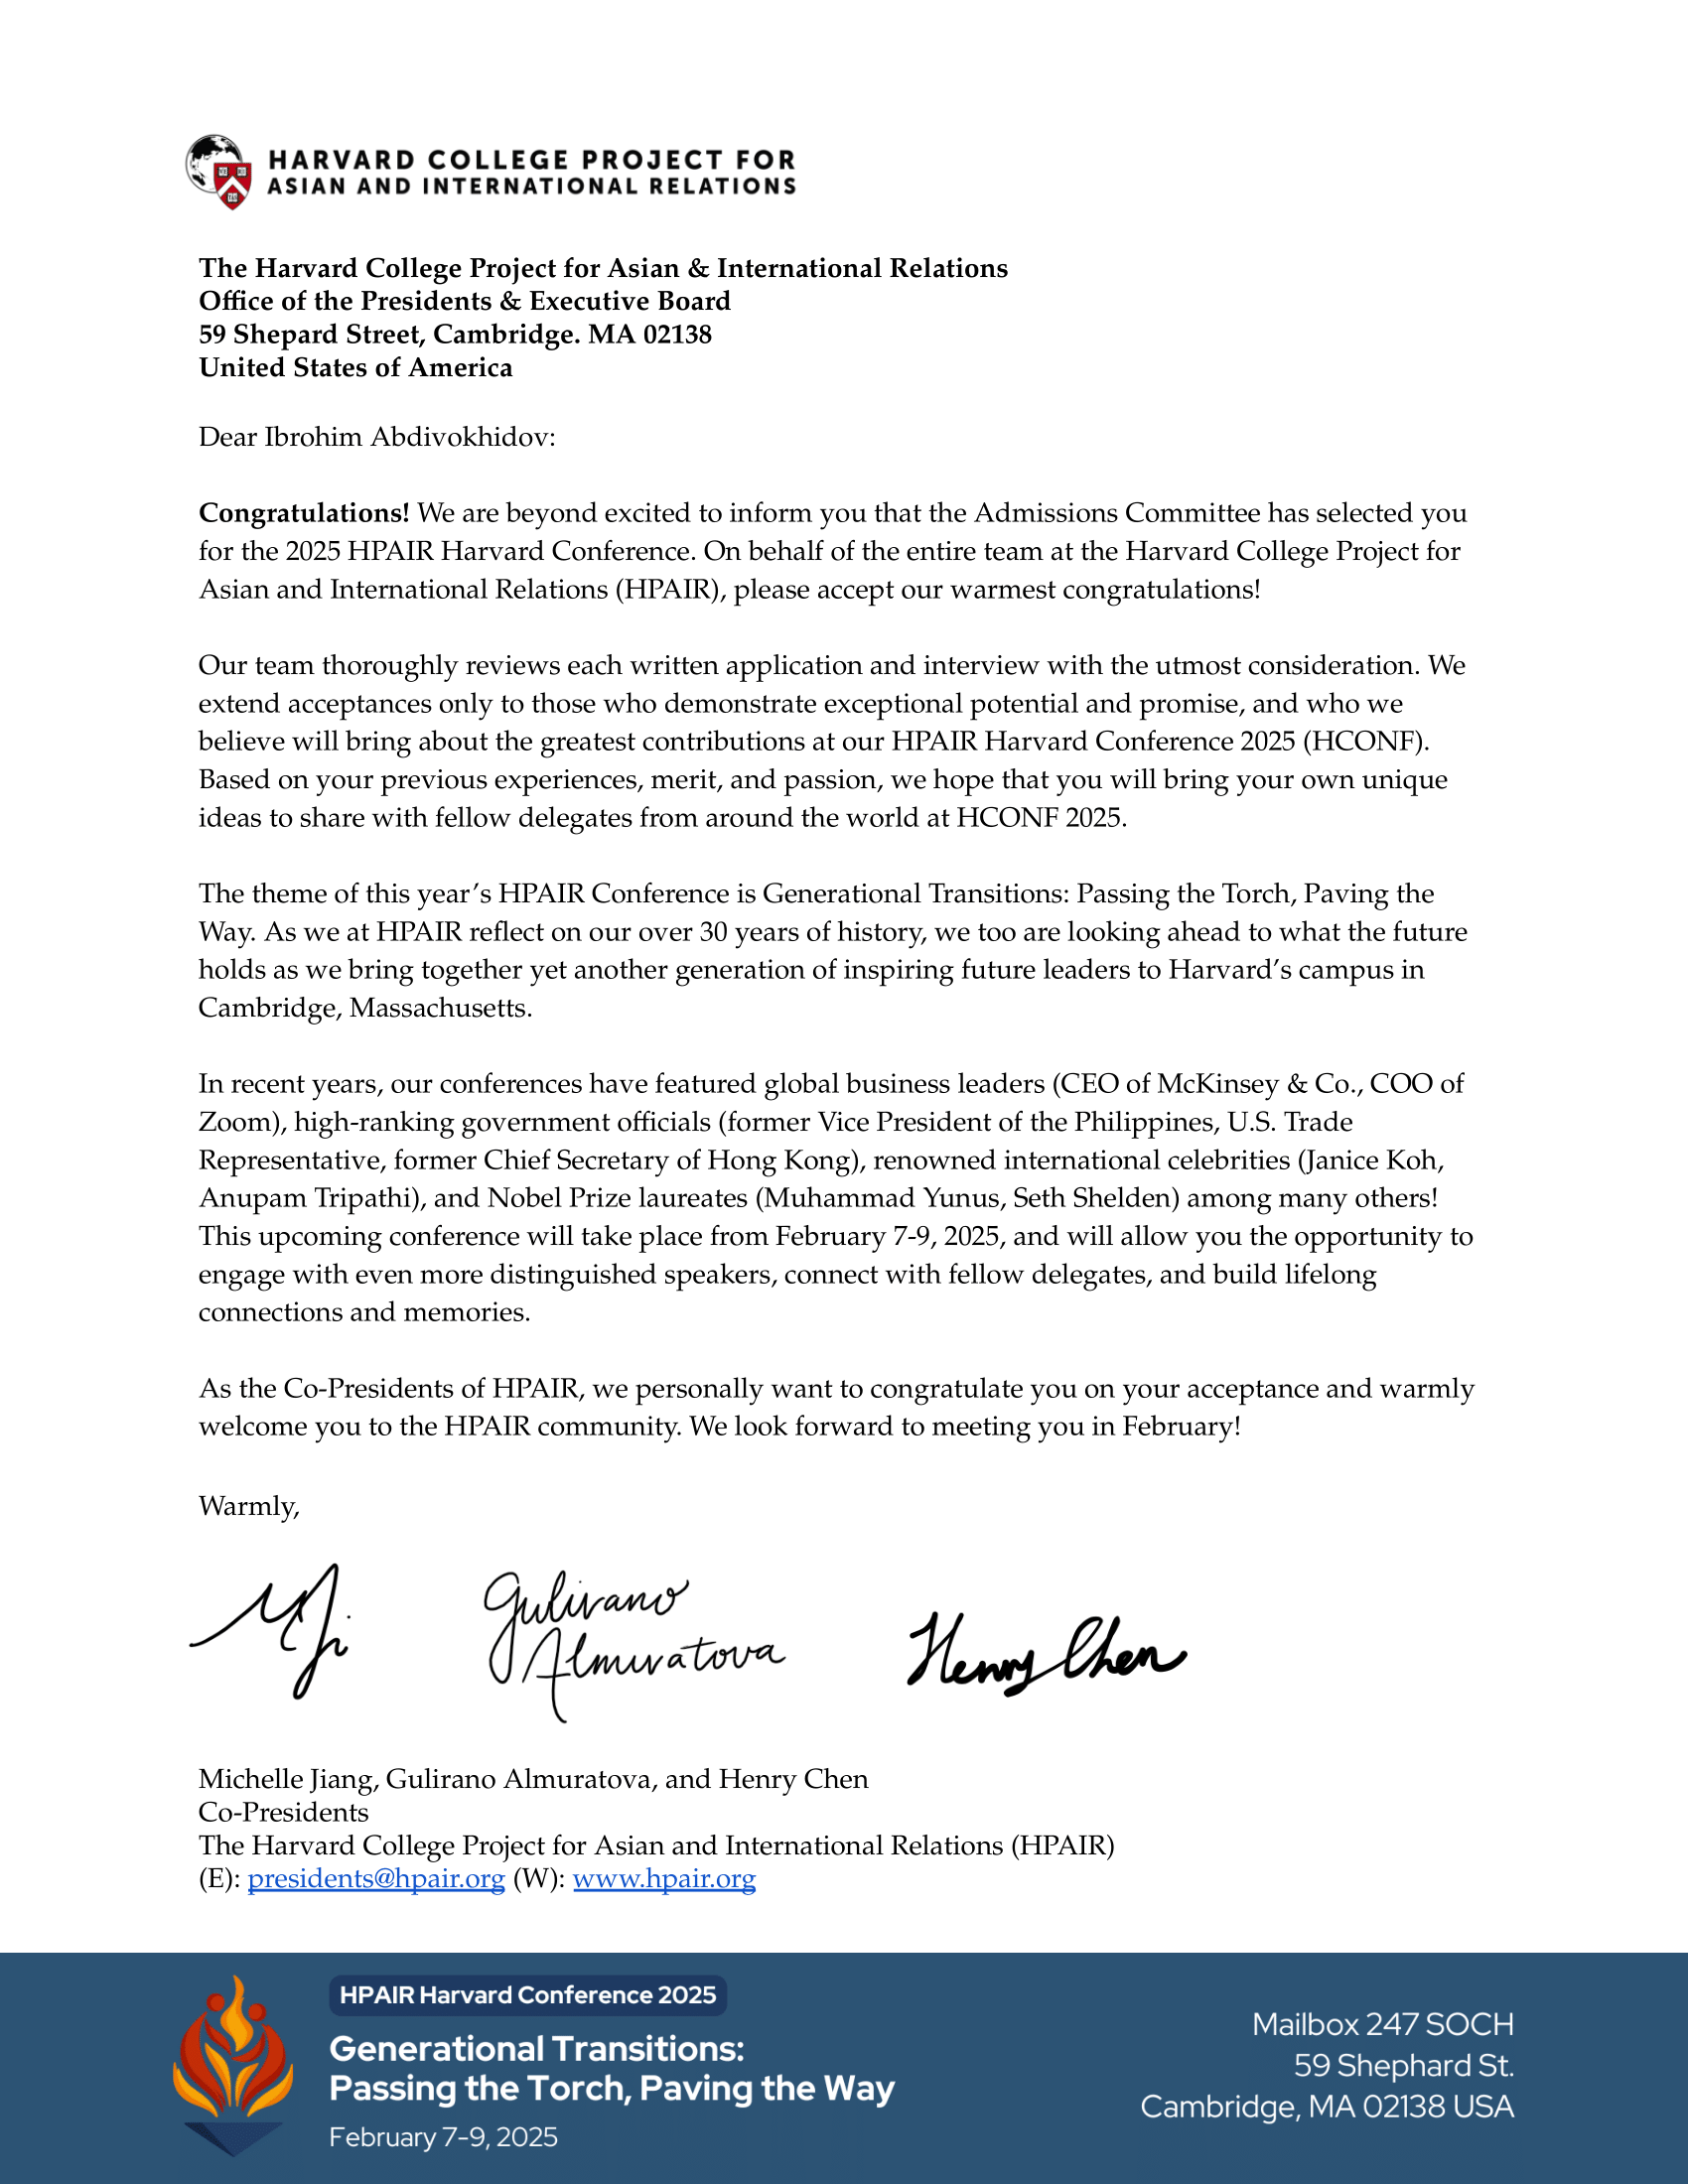 HARVARD COLLEGE PROJECT FOR
ASIAN AND INTERNATIONAL RELATIONS
The Harvard College Project for Asian & International Relations
Office of the Presidents & Executive Board
59 Shepard Street, Cambridge. MA 02138
United States of America
Dear Ibrohim Abdivokhidov:
Congratulations! We are beyond excited to inform you that the Admissions Committee has selected you
for the 2025 HPAIR Harvard Conference. On behalf of the entire team at the Harvard College Project for
Asian and International Relations (HPAIR), please accept our warmest congratulations!
Our team thoroughly reviews each written application and interview with the utmost consideration. We
extend acceptances only to those who demonstrate exceptional potential and promise, and who we
believe will bring about the greatest contributions at our HPAIR Harvard Conference 2025 (HCONF).
Based on your previous experiences, merit, and passion, we hope that you will bring your own unique
ideas to share with fellow delegates from around the world at HCONF 2025.
The theme of this year’s HPAIR Conference is Generational Transitions: Passing the Torch, Paving the
Way. As we at HPAIR reflect on our over 30 years of history, we too are looking ahead to what the future
holds as we bring together yet another generation of inspiring future leaders to Harvard’s campus in
Cambridge, Massachusetts.
In recent years, our conferences have featured global business leaders (CEO of McKinsey & Co., COO of
Zoom), high-ranking government officials (former Vice President of the Philippines, U.S. Trade
Representative, former Chief Secretary of Hong Kong), renowned international celebrities (Janice Koh,
Anupam Tripathi), and Nobel Prize laureates (Muhammad Yunus, Seth Shelden) among many others!
This upcoming conference will take place from February 7-9, 2025, and will allow you the opportunity to
engage with even more distinguished speakers, connect with fellow delegates, and build lifelong
connections and memories.
As the Co-Presidents of HPAIR, we personally want to congratulate you on your acceptance and warmly
welcome you to the HPAIR community. We look forward to meeting you in February!
Warmly,
Gulirano
Almuratova
Henry Chen
Michelle Jiang, Gulirano Almuratova, and Henry Chen
Co-Presidents
The Harvard College Project for Asian and International Relations (HPAIR)
(E): presidents@hpair.org (W): www.hpair.org
HPAIR Harvard Conference 2025
Generational Transitions:
Passing the Torch, Paving the Way
February 7-9, 2025
Mailbox 247 SOCH
59 Shephard St.
Cambridge, MA 02138 USA